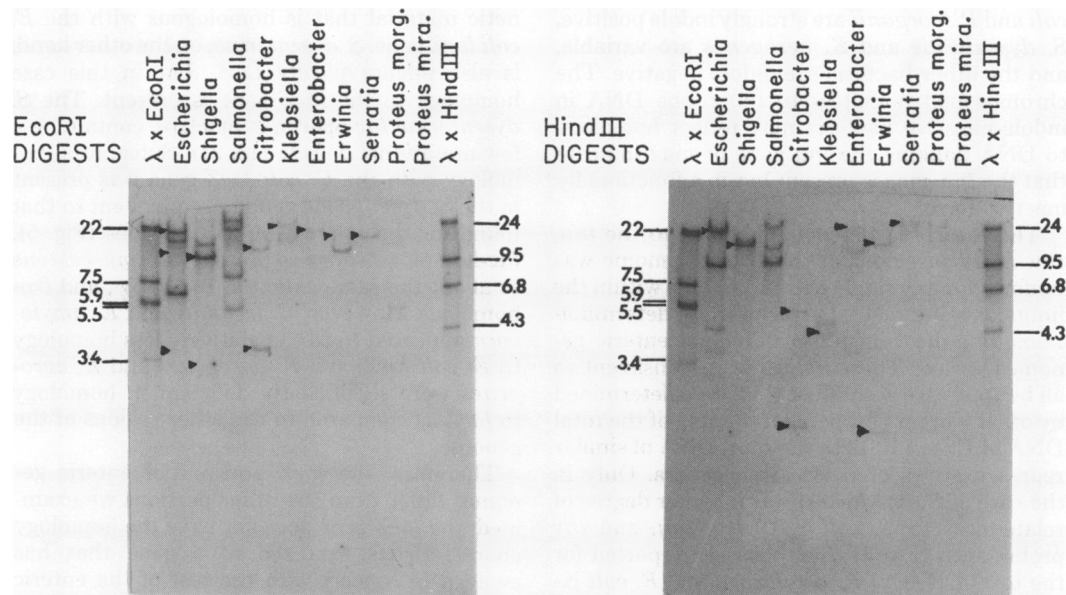 EcoRI
DIGESTS
λ x EcoRI
Escherichia
Shigella
Salmonella
Citrobacter
Klebsiella
Enterobacter
Erwinia
Serratia
Proteus morg.
Proteus mira.
λ x HindIII
22
7.5
5.9
5.5
3.4
24
9.5
6.8
4.3
HindIII
DIGESTS
λ x EcoRI
Escherichia
Shigella
Salmonella
Citrobacter
Klebsiella
Enterobacter
Erwinia
Serratia
Proteus morg.
Proteus mira.
λ x HindIII
22
7.5
5.9
5.5
3.4
24
9.5
6.8
4.3